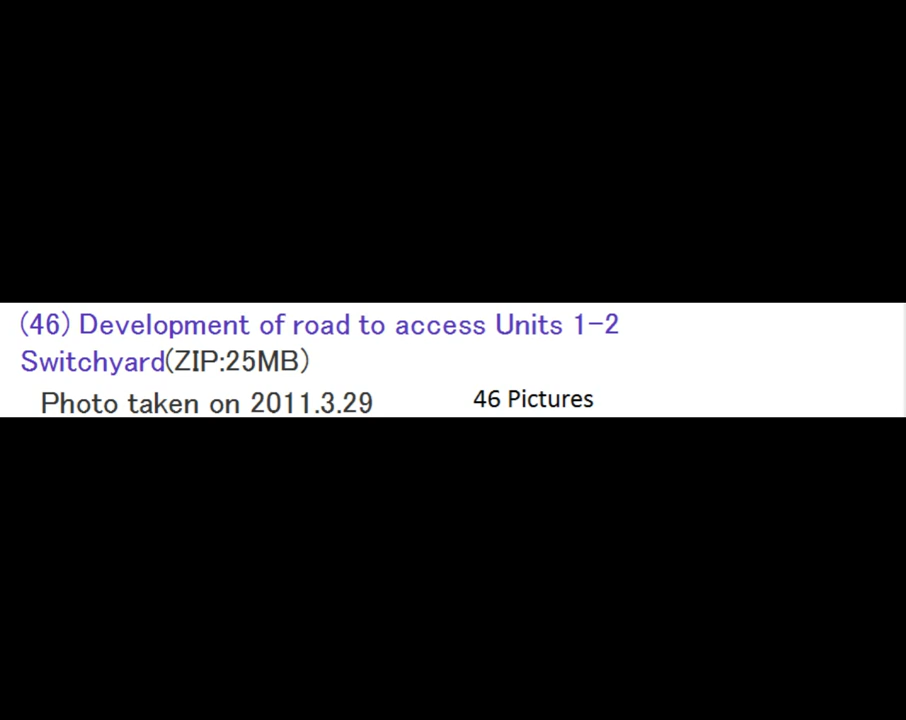 (46) Development of road to access Units 1-2
Switchyard(ZIP:25MB)
Photo taken on 2011.3.29 46 Pictures